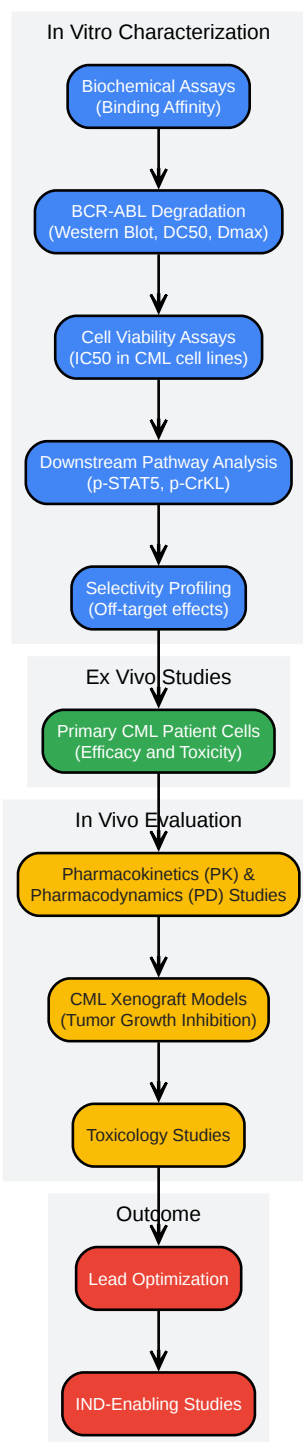 In Vitro Characterization
Biochemical Assays
(Binding Affinity)
BCR-ABL Degradation
(Western Blot, DC50, Dmax)
Cell Viability Assays
(IC50 in CML cell lines)
Downstream Pathway Analysis
(p-STAT5, p-CrKL)
Selectivity Profiling
(Off-target effects)
Ex Vivo Studies
Primary CML Patient Cells
(Efficacy and Toxicity)
In Vivo Evaluation
Pharmacokinetics (PK) &
Pharmacodynamics (PD) Studies
CML Xenograft Models
(Tumor Growth Inhibition)
Toxicology Studies
Outcome
Lead Optimization
IND-Enabling Studies